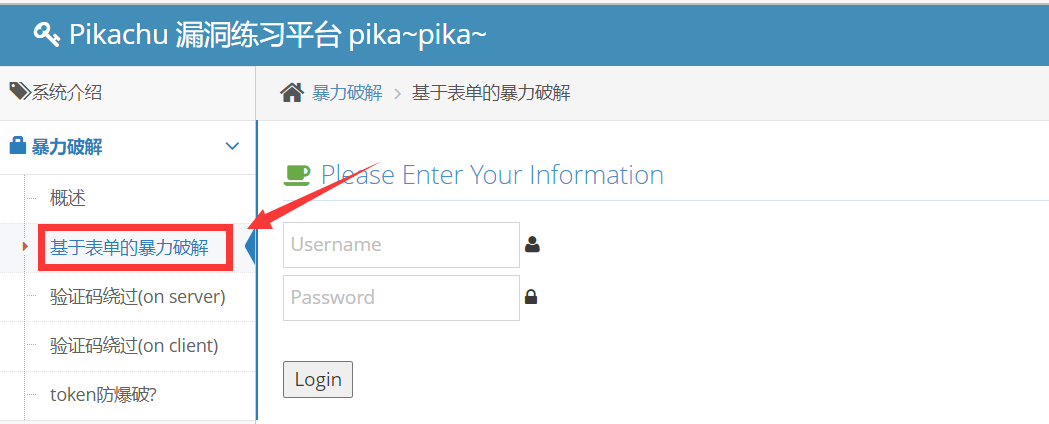 Pikachu 漏洞练习平台 pika~pika~
系统介绍
暴力破解
概述
基于表单的暴力破解
验证码绕过(on server)
验证码绕过(on client)
token防爆破?
暴力破解 > 基于表单的暴力破解
Please Enter Your Information
Username
Password
Login